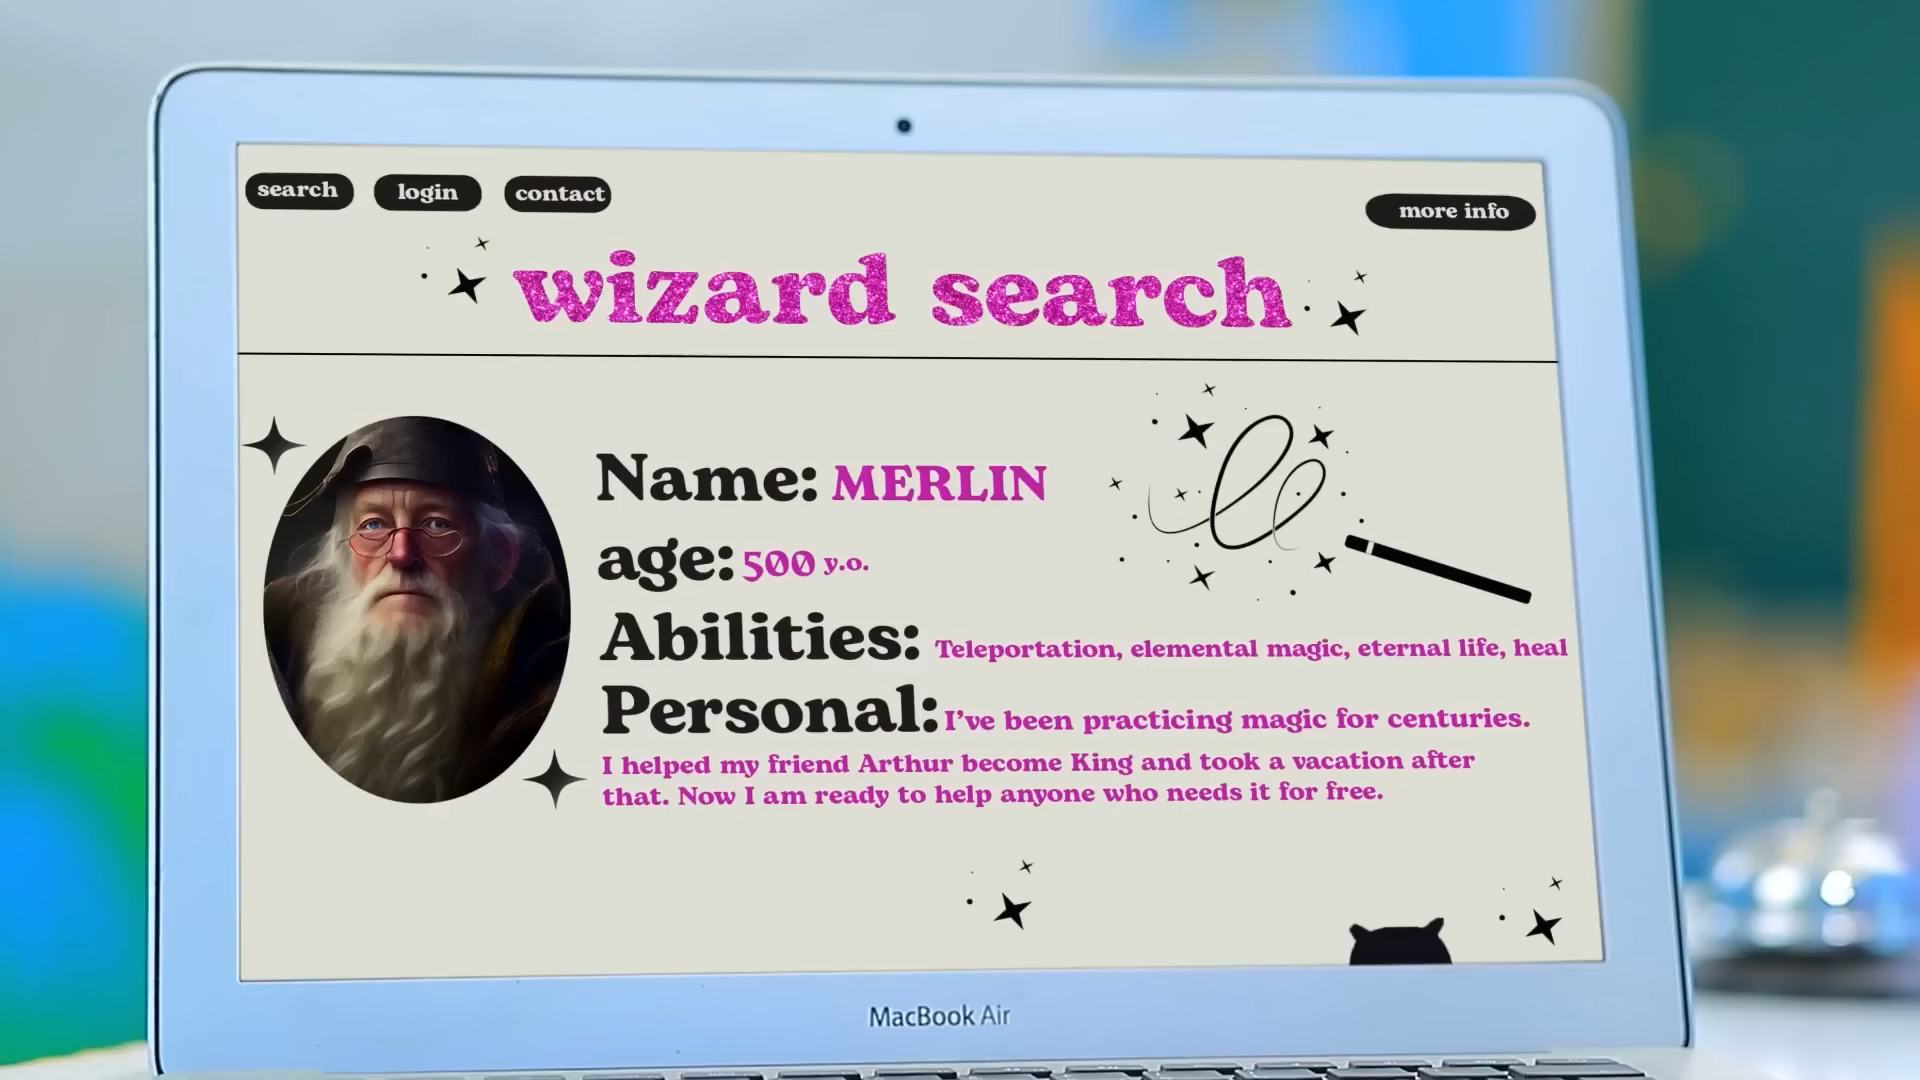 search login contact
more info
wizard search
Name: MERLIN
age: 500 y.o.
Abilities: Teleportation, elemental magic, eternal life, heal
Personal: I've been practicing magic for centuries.
I helped my friend Arthur become King and took a vacation after
that. Now I am ready to help anyone who needs it for free.
MacBook Air